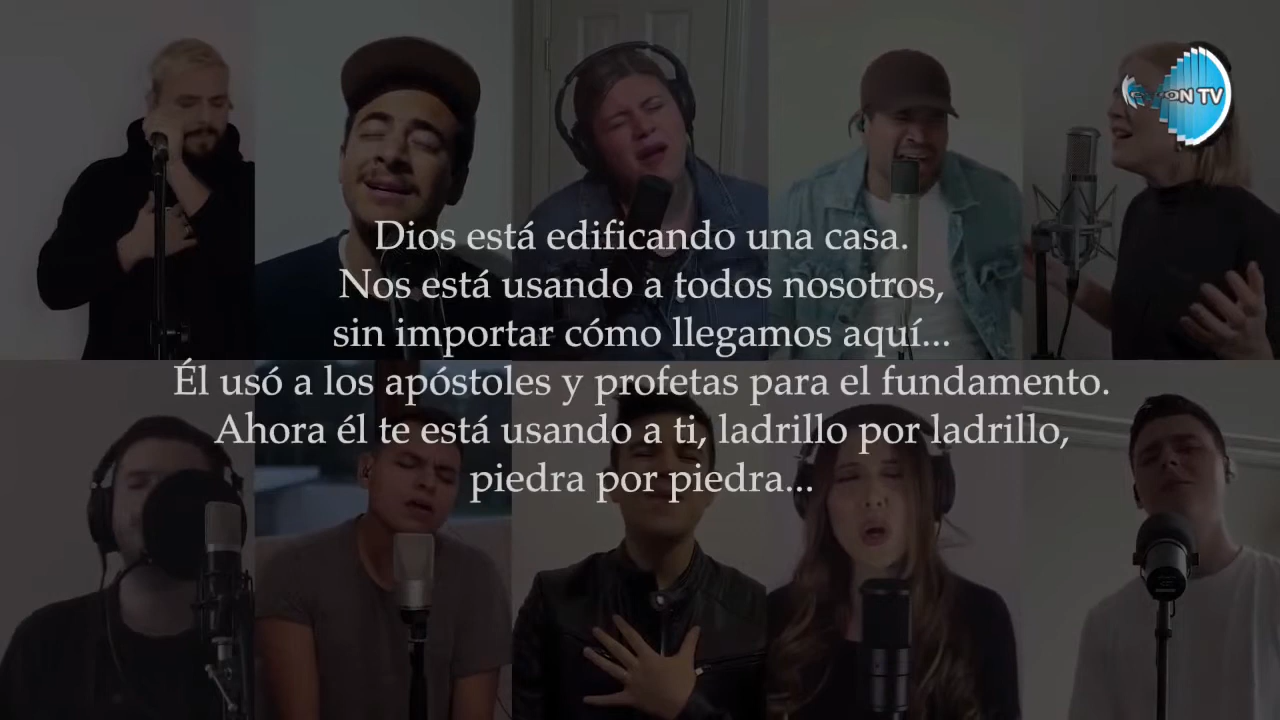 Dios está edificando una casa.
Nos está usando a todos nosotros,
sin importar cómo llegamos aquí...
Él usó a los apóstoles y profetas para el fundamento.
Ahora él te está usando a ti, ladrillo por ladrillo,
piedra por piedra...
TV